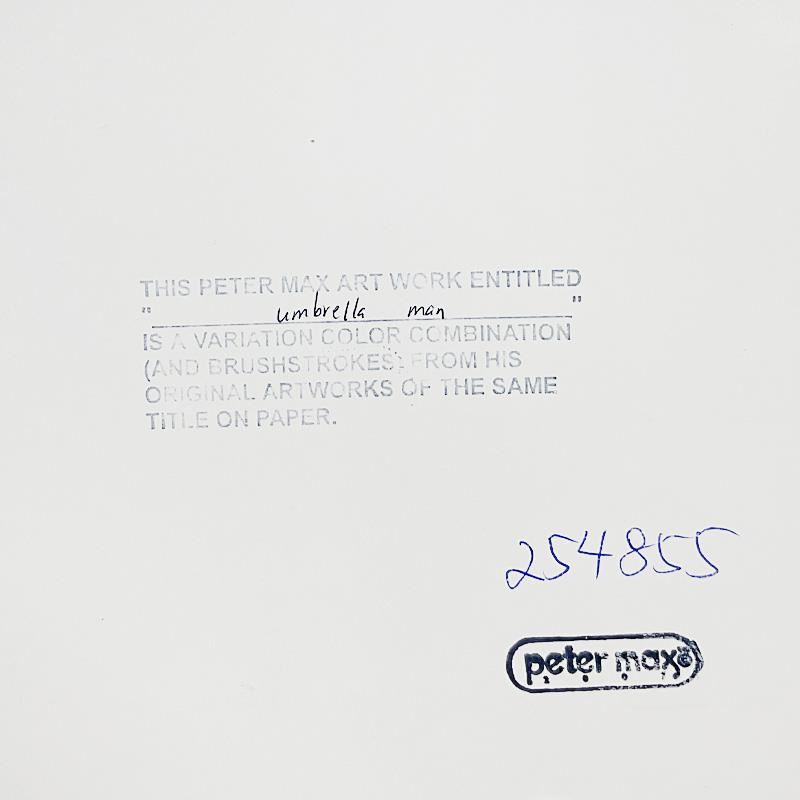 THIS PETER MAX ART WORK ENTITLED
" umbrella man "
IS A VARIATION COLOR COMBINATION
(AND BRUSHSTROKES), FROM HIS
ORIGINAL ARTWORKS OF THE SAME
TITLE ON PAPER.
254855
peter max®